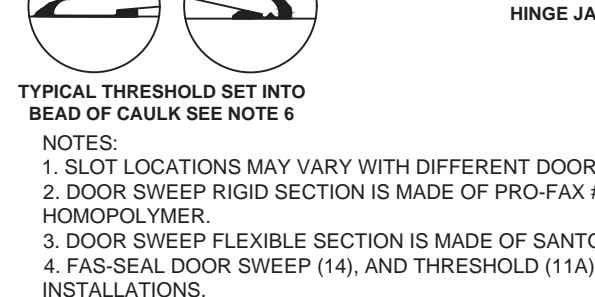 HINGE JA
TYPICAL THRESHOLD SET INTO
BEAD OF CAULK SEE NOTE 6
NOTES:
1. SLOT LOCATIONS MAY VARY WITH DIFFERENT DOOR
2. DOOR SWEEP RIGID SECTION IS MADE OF PRO-FAX #
HOMOPOLYMER.
3. DOOR SWEEP FLEXIBLE SECTION IS MADE OF SANTO
4. FAS-SEAL DOOR SWEEP (14), AND THRESHOLD (11A)
INSTALLATIONS.